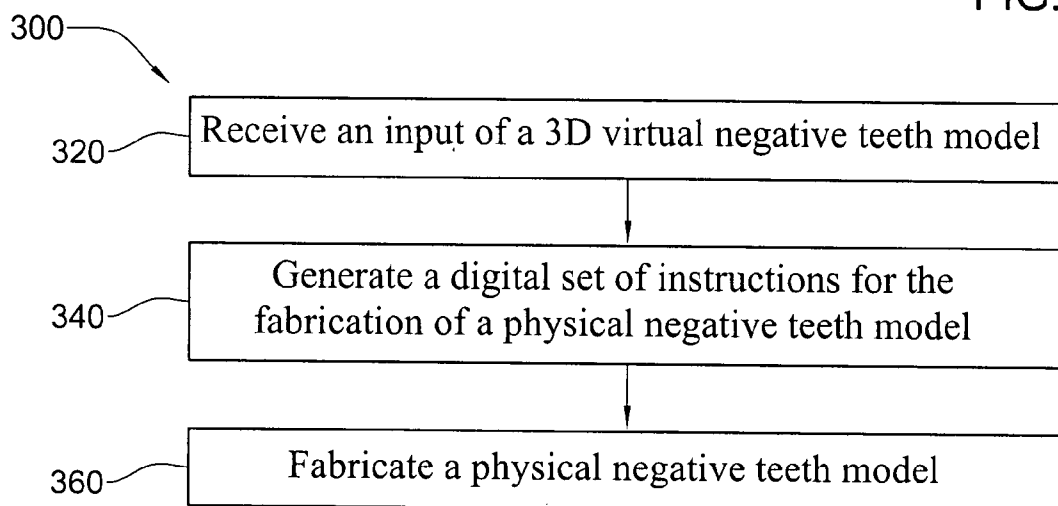 FIG.
300
320
Receive an input of a 3D virtual negative teeth model
340
Generate a digital set of instructions for the
fabrication of a physical negative teeth model
360
Fabricate a physical negative teeth model